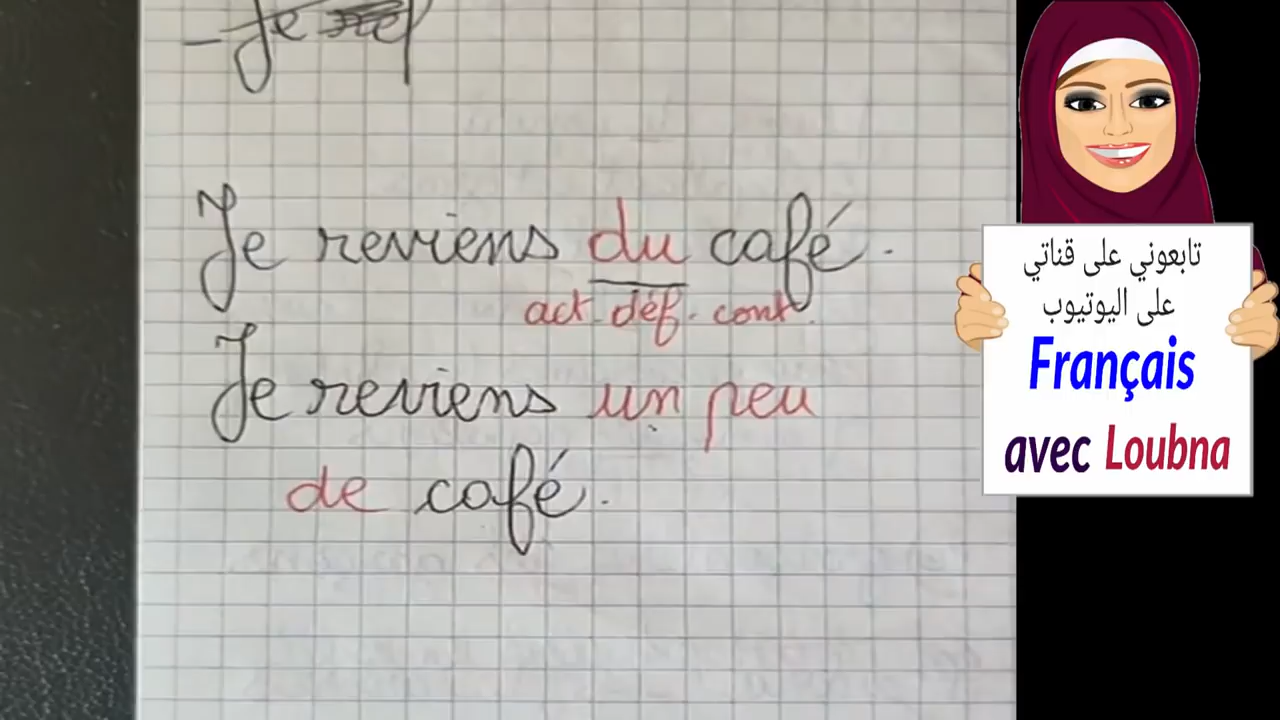 - Je
Je reviens du café.
act. déf. cont.
Je reviens un peu
de café.
تابعوني على قناتي
على اليوتيوب
Français
avec Loubna